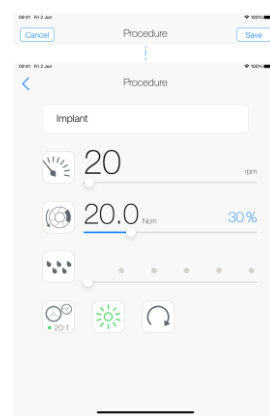 09:41 Fri 2 Jun 100%
Cancel Procedure Save
09:41 Fri 2 Jun 100%
Procedure
Implant
20 rpm
20.0 Ncm 30%
20:1